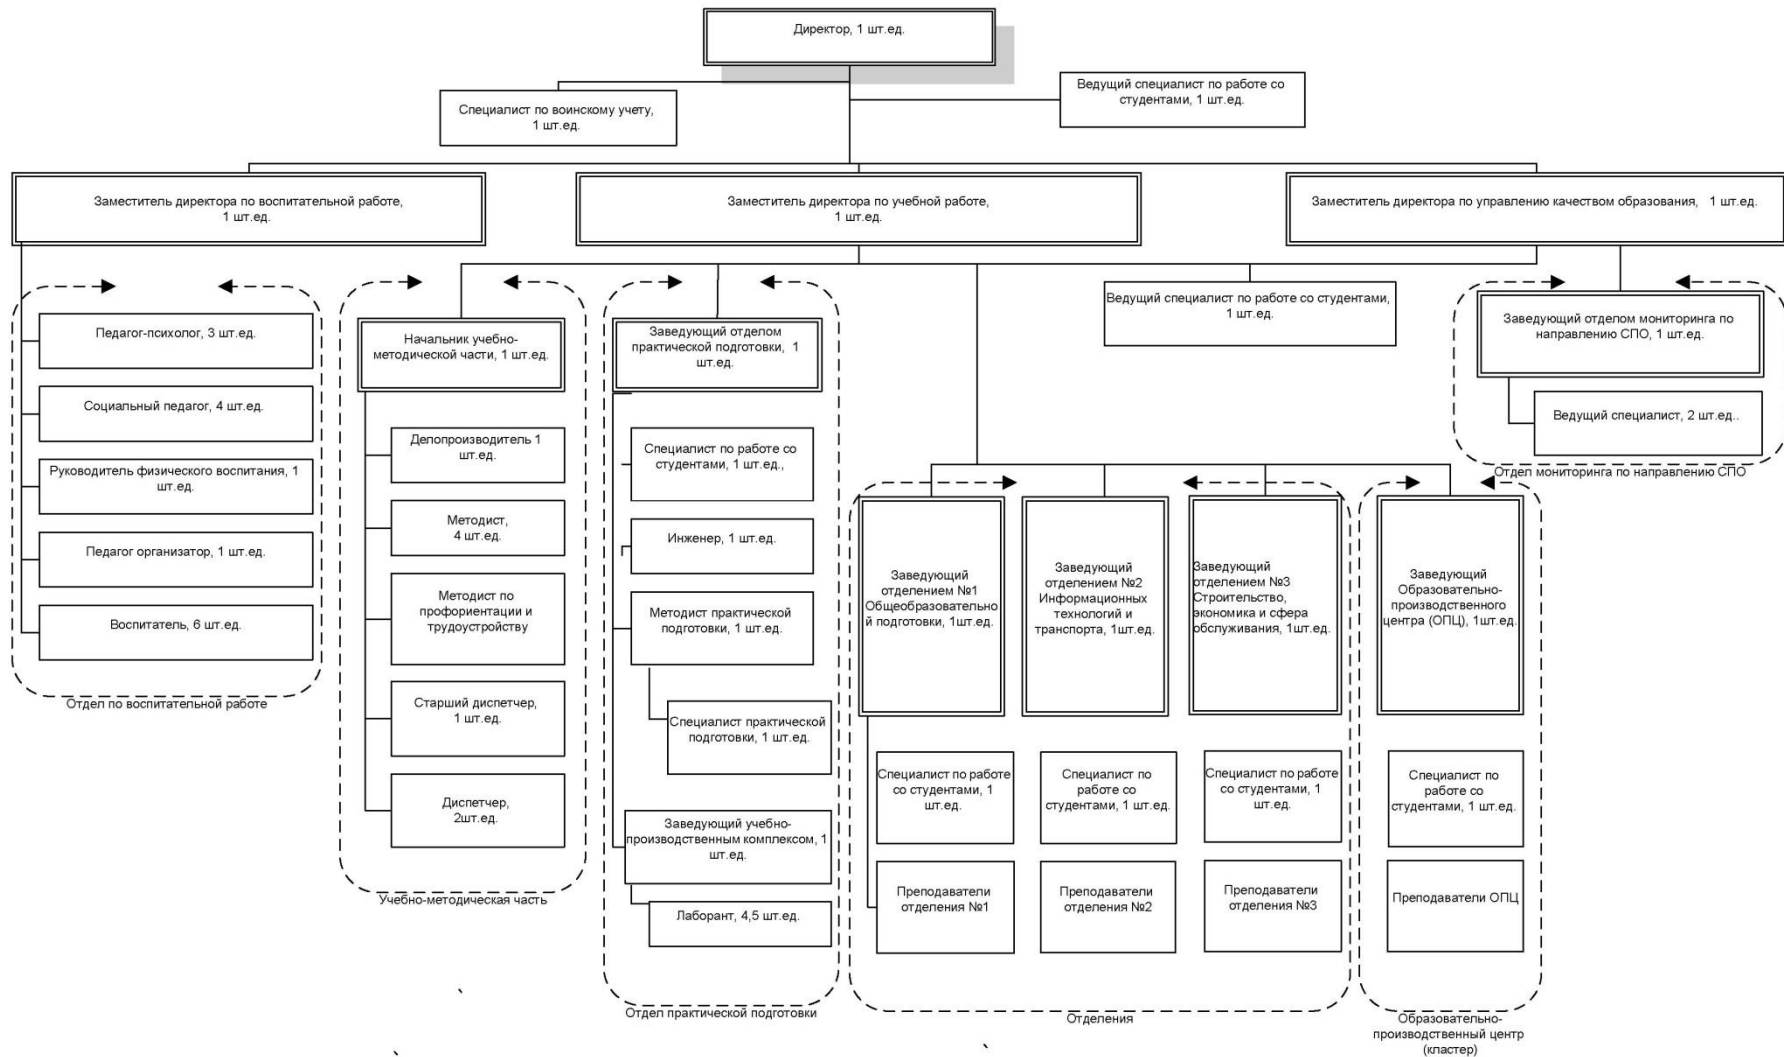 Директор, 1 шт.ед.
Специалист по воинскому учету,
1 шт.ед.
Ведущий специалист по работе со
студентами, 1 шт.ед.
Заместитель директора по воспитательной работе,
1 шт.ед.
Заместитель директора по учебной работе,
1 шт.ед.
Заместитель директора по управлению качеством образования, 1 шт.ед.
Педагог-психолог, 3 шт.ед.
Социальный педагог, 4 шт.ед.
Руководитель физического воспитания, 1
шт.ед.
Педагог организатор, 1 шт.ед.
Воспитатель, 6 шт.ед.
Отдел по воспитательной работе
Начальник учебно-
методической части, 1 шт.ед.
Делопроизводитель 1
шт.ед.
Методист,
4 шт.ед.
Методист по
профориентации и
трудоустройству
Старший диспетчер,
1 шт.ед.
Диспетчер,
2шт.ед.
Учебно-методическая часть
Заведующий отделом
практической подготовки, 1
шт.ед.
Специалист по работе со
студентами, 1 шт.ед.,
Инженер, 1 шт.ед.
Методист практической
подготовки, 1 шт.ед.
Специалист практической
подготовки, 1 шт.ед.
Заведующий учебно-
производственным комплексом, 1
шт.ед.
Лаборант, 4,5 шт.ед.
Отдел практической подготовки
Ведущий специалист по работе со студентами,
1 шт.ед.
Заведующий отделом мониторинга по
направлению СПО, 1 шт.ед.
Ведущий специалист, 2 шт.ед..
Отдел мониторинга по направлению СПО
Заведующий
отделением №1
Общеобразовательно
й подготовки, 1шт.ед.
Заведующий
отделением №2
Информационных
технологий и
транспорта, 1шт.ед.
Заведующий
отделением №3
Строительство,
экономика и сфера
обслуживания, 1шт.ед.
Заведующий
Образовательно-
производственного
центра (ОПЦ), 1шт.ед.
Специалист по работе
со студентами, 1
шт.ед.
Специалист по
работе со
студентами, 1 шт.ед.
Специалист по работе
со студентами, 1
шт.ед.
Специалист по
работе со
студентами, 1 шт.ед.
Преподаватели
отделения №1
Преподаватели
отделения №2
Преподаватели
отделения №3
Преподаватели ОПЦ
Отделения
Образовательно-
производственный центр
(кластер)